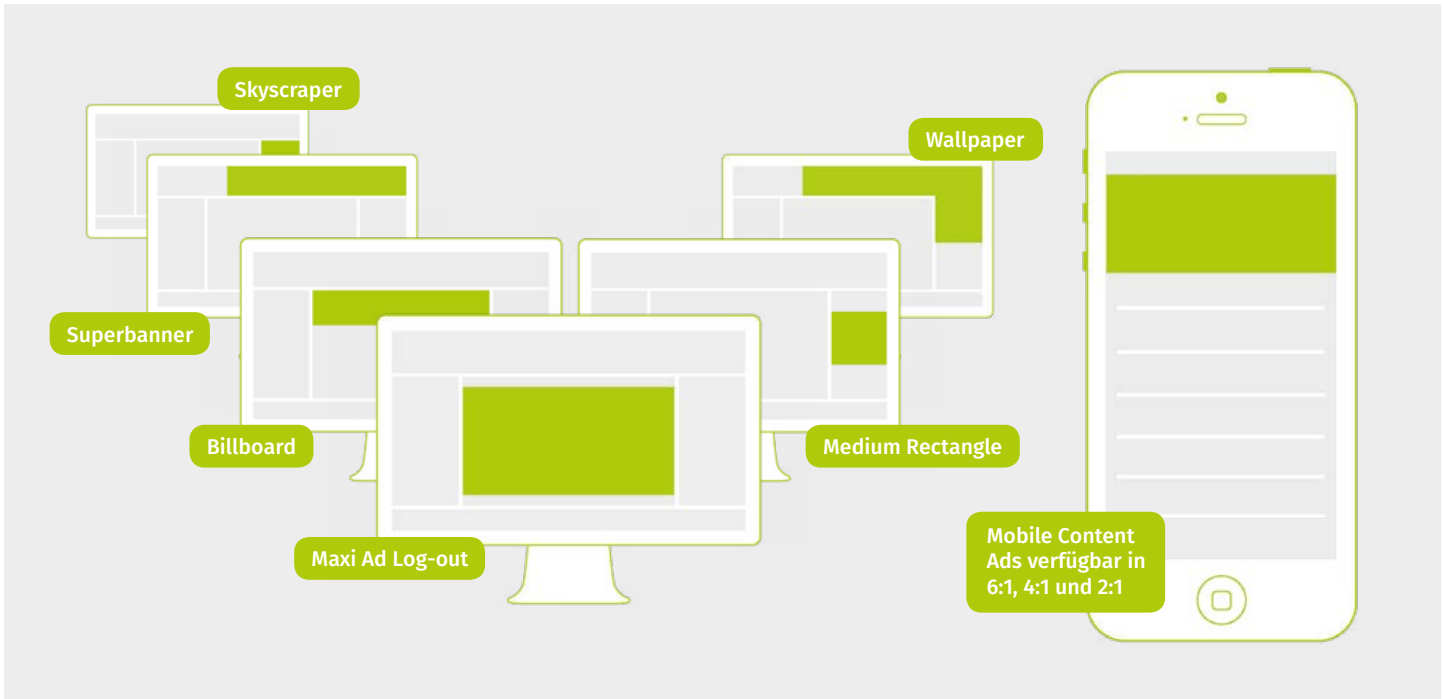 Skyscraper
Wallpaper
Superbanner
Billboard
Medium Rectangle
Maxi Ad Log-out
Mobile Content
Ads verfügbar in
6:1, 4:1 und 2:1